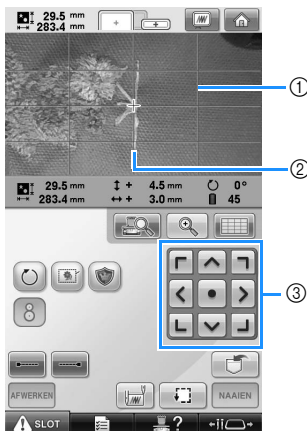 29.5 mm
283.4 mm
①
②
29.5 mm + 4.5 mm 0°
283.4 mm + 3.0 mm 45
③
8
AFWERKEN NAAIEN
SLOT ?